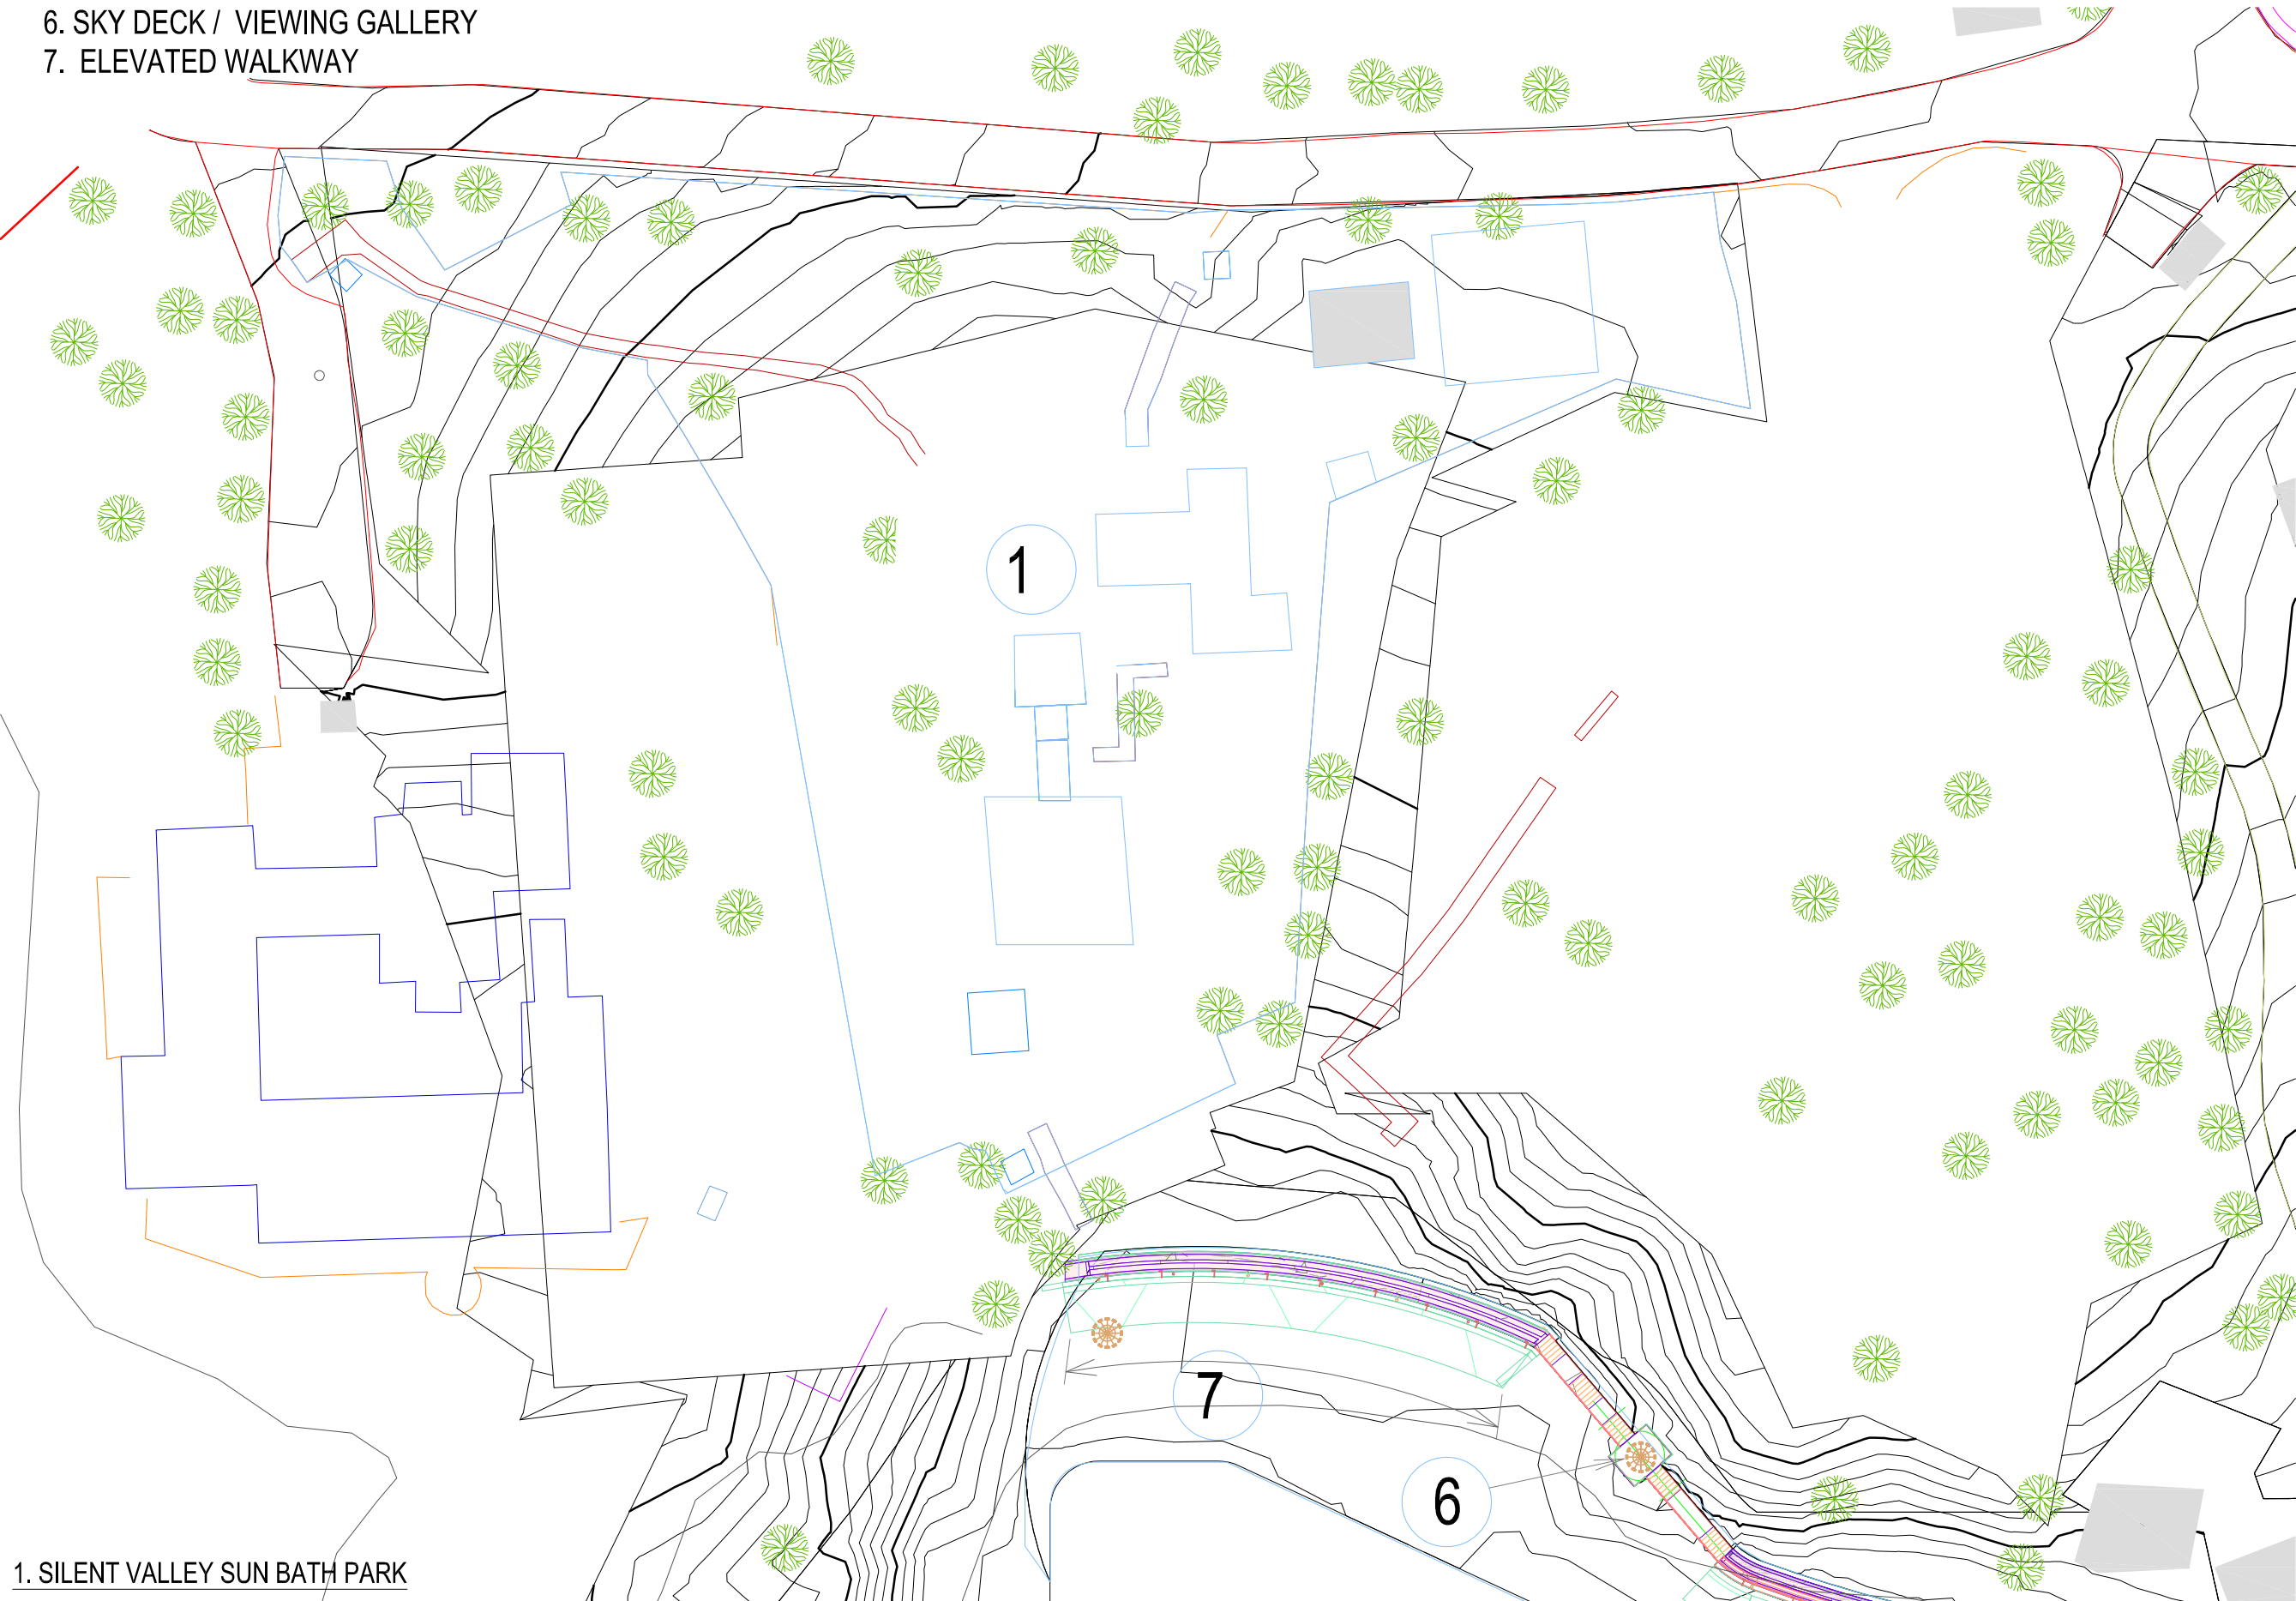 6. SKY DECK / VIEWING GALLERY
7. ELEVATED WALKWAY
1
7
6
1. SILENT VALLEY SUN BATH PARK